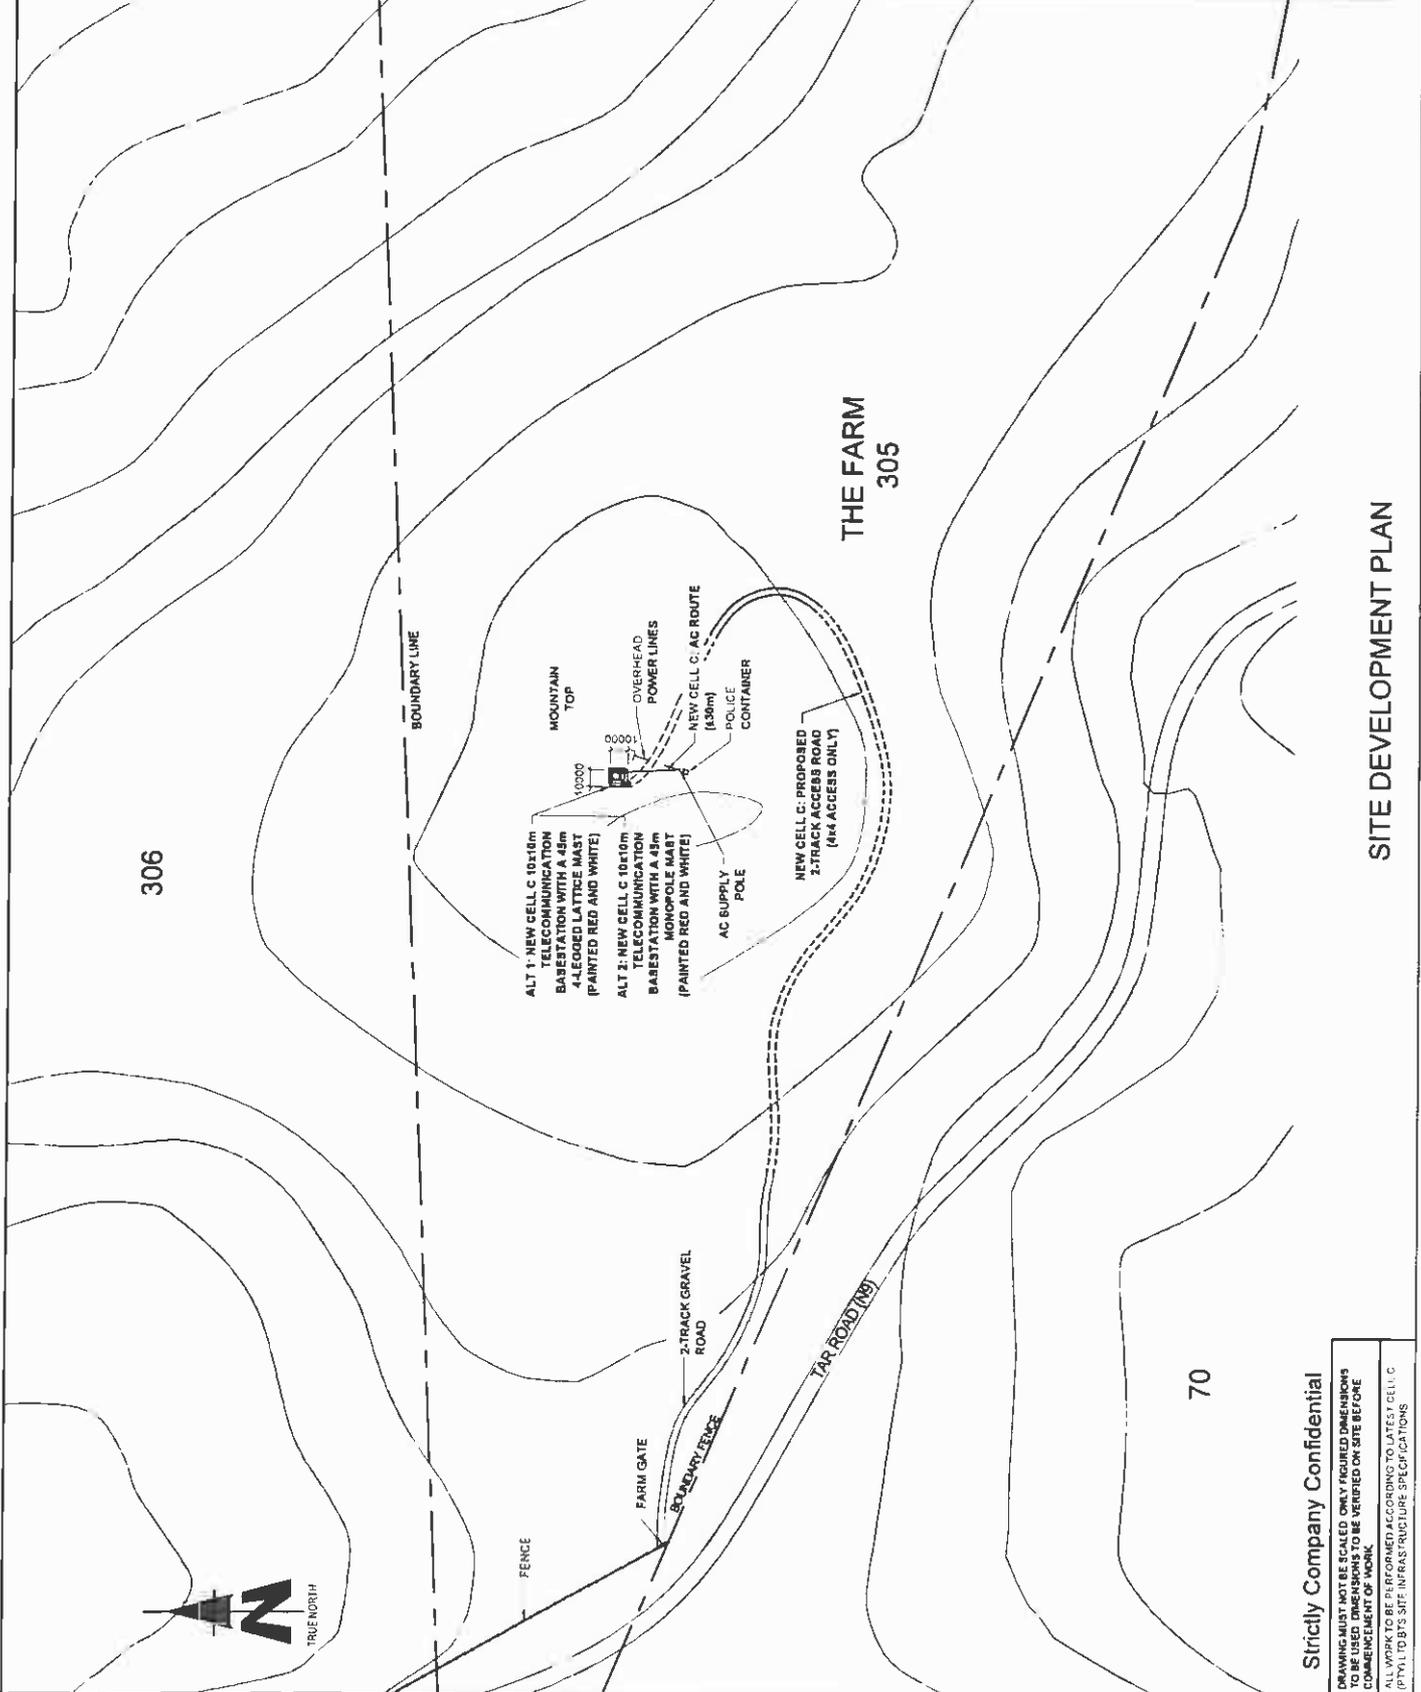 306
BOUNDARY LINE
MOUNTAIN
TOP
OVERHEAD
POWER LINES
NEW CELL C: AC ROUTE
(±30m)
POLICE
CONTAINER
10000
10000
ALT 1: NEW CELL C 10x10m
TELECOMMUNICATION
BASESTATION WITH A 45m
4-LEGGED LATTICE MAST
(PAINTED RED AND WHITE)
ALT 2: NEW CELL C 10x10m
TELECOMMUNICATION
BASESTATION WITH A 45m
MONOPOLE MAST
(PAINTED RED AND WHITE)
AC SUPPLY
POLE
NEW CELL C: PROPOSED
2-TRACK ACCESS ROAD
(4x4 ACCESS ONLY)
THE FARM
305
2-TRACK GRAVEL
ROAD
FARM GATE
BOUNDARY FENCE
FENCE
TAR ROAD (N9)
70
N
TRUE NORTH
SITE DEVELOPMENT PLAN
Strictly Company Confidential
DRAWING MUST NOT BE SCALED ONLY FIGURED DIMENSIONS
TO BE USED. DIMENSIONS TO BE VERIFIED ON SITE BEFORE
COMMENCEMENT OF WORK.
ALL WORK TO BE PERFORMED ACCORDING TO LATEST CELL C
(PTY) LTD BTS SITE INFRASTRUCTURE SPECIFICATIONS